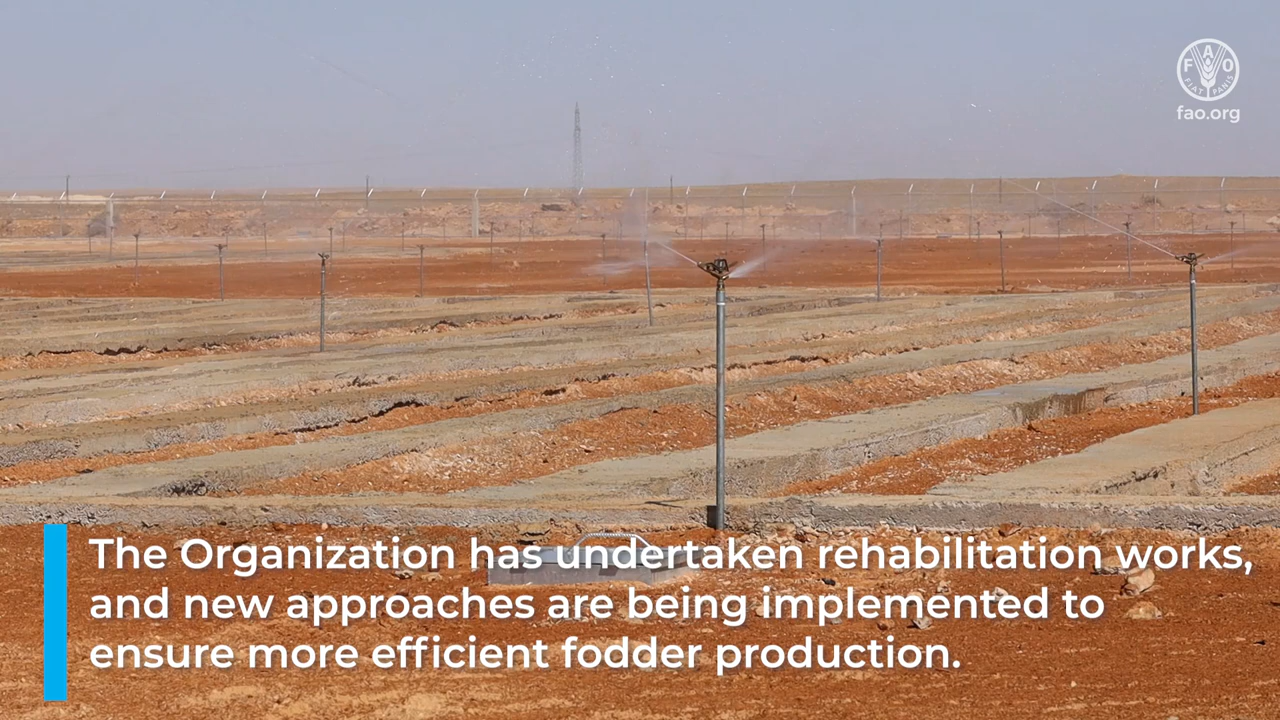 F A O
FIAT PANIS
fao.org
The Organization has undertaken rehabilitation works,
and new approaches are being implemented to
ensure more efficient fodder production.